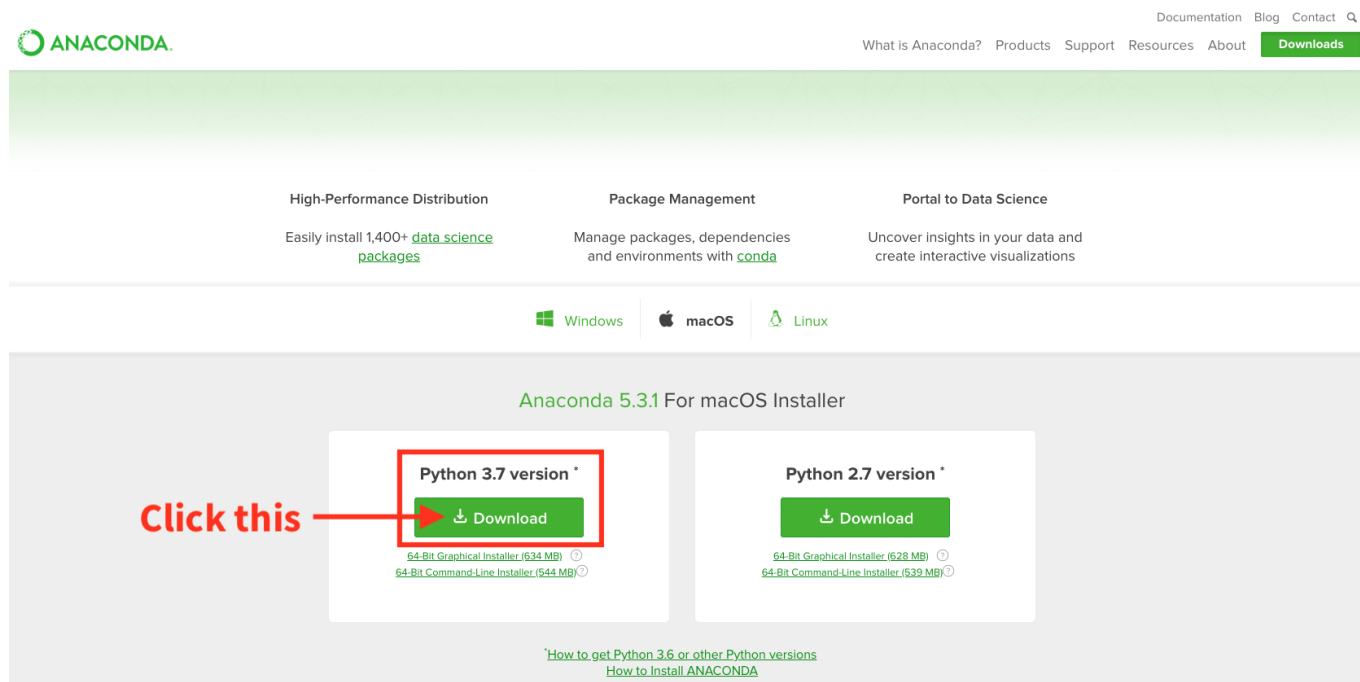 Documentation Blog Contact
ANACONDA.
What is Anaconda? Products Support Resources About Downloads
High-Performance Distribution
Easily install 1,400+ data science
packages
Package Management
Manage packages, dependencies
and environments with conda
Portal to Data Science
Uncover insights in your data and
create interactive visualizations
Windows
macOS
Linux
Anaconda 5.3.1 For macOS Installer
Python 3.7 version *
Click this
Download
64-Bit Graphical Installer (634 MB) ?
64-Bit Command-Line Installer (544 MB) ?
Python 2.7 version *
Download
64-Bit Graphical Installer (628 MB) ?
64-Bit Command-Line Installer (539 MB) ?
*How to get Python 3.6 or other Python versions
How to Install ANACONDA